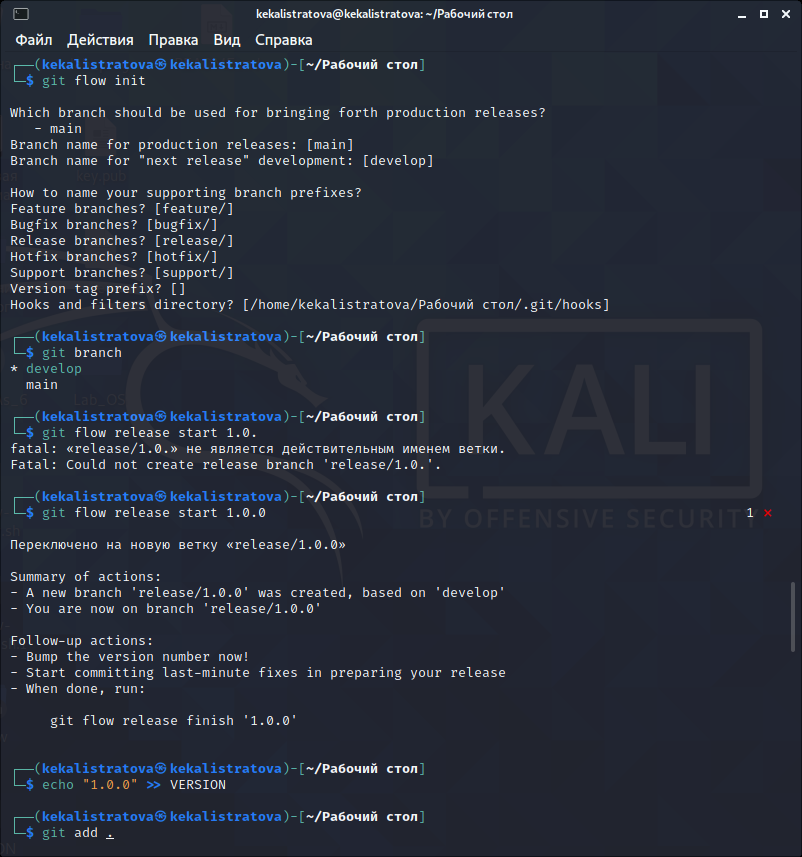 kekalistratova@kekalistratova: ~/Рабочий стол
Файл Действия Правка Вид Справка
┌──(kekalistratova㉿kekalistratova)-[~/Рабочий стол]
└─$ git flow init
Which branch should be used for bringing forth production releases?
   - main
Branch name for production releases: [main]
Branch name for "next release" development: [develop]
How to name your supporting branch prefixes?
Feature branches? [feature/]
Bugfix branches? [bugfix/]
Release branches? [release/]
Hotfix branches? [hotfix/]
Support branches? [support/]
Version tag prefix? []
Hooks and filters directory? [/home/kekalistratova/Рабочий стол/.git/hooks]
┌──(kekalistratova㉿kekalistratova)-[~/Рабочий стол]
└─$ git branch
* develop
  main
┌──(kekalistratova㉿kekalistratova)-[~/Рабочий стол]
└─$ git flow release start 1.0.
fatal: «release/1.0.» не является действительным именем ветки.
Fatal: Could not create release branch 'release/1.0.'.
┌──(kekalistratova㉿kekalistratova)-[~/Рабочий стол]
└─$ git flow release start 1.0.0 1 ⨯
Переключено на новую ветку «release/1.0.0»
Summary of actions:
- A new branch 'release/1.0.0' was created, based on 'develop'
- You are now on branch 'release/1.0.0'
Follow-up actions:
- Bump the version number now!
- Start committing last-minute fixes in preparing your release
- When done, run:
     git flow release finish '1.0.0'
┌──(kekalistratova㉿kekalistratova)-[~/Рабочий стол]
└─$ echo "1.0.0" >> VERSION
┌──(kekalistratova㉿kekalistratova)-[~/Рабочий стол]
└─$ git add .
KALI
BY OFFENSIVE SECURITY
key.pub
Lab_OS